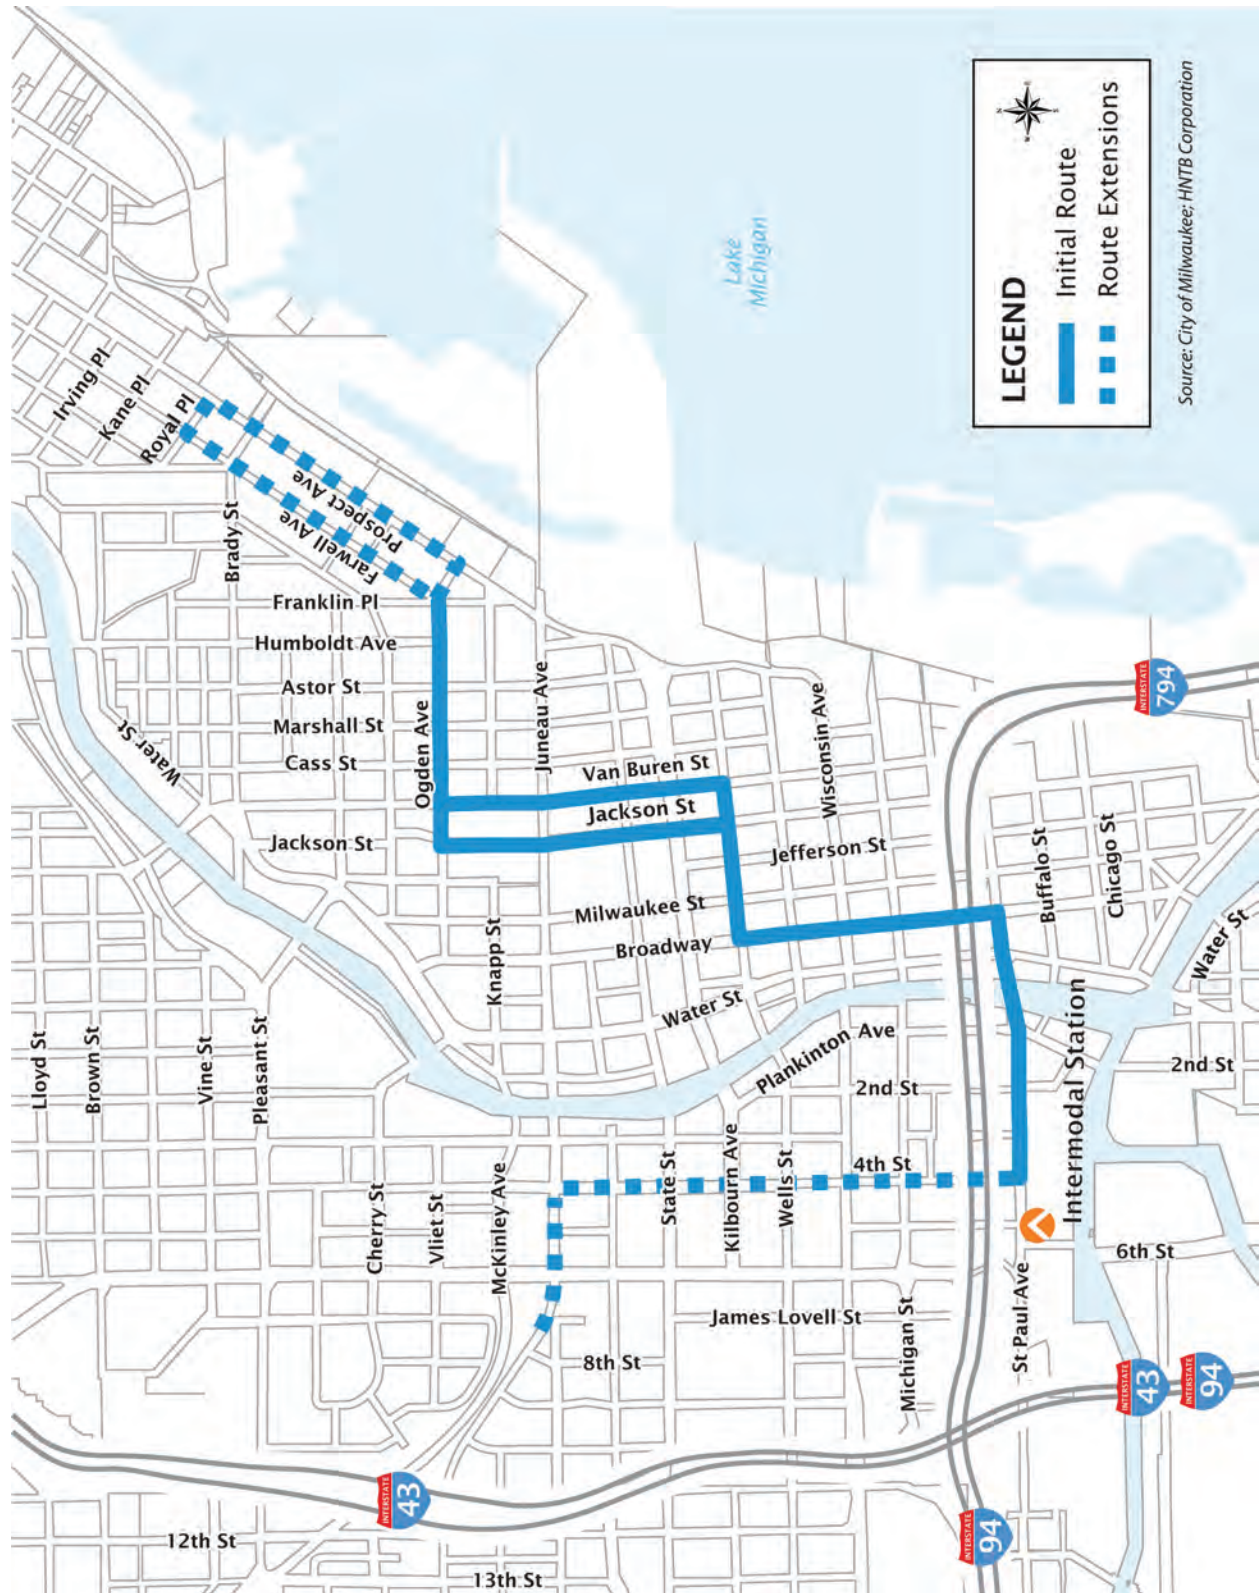 Irving Pl
Kane Pl
Royal Pl
Prospect Ave
Farwell Ave
Brady St
Franklin Pl
Humboldt Ave
Astor St
Marshall St
Cass St
Jackson St
Water St
Ogden Ave
Juneau Ave
Van Buren St
Jackson St
Wisconsin Ave
Jefferson St
Milwaukee St
Broadway
Knapp St
Water St
Plankinton Ave
2nd St
4th St
Lloyd St
Brown St
Vine St
Pleasant St
Cherry St
Vliet St
McKinley Ave
State St
Kilbourn Ave
Wells St
James Lovell St
8th St
Michigan St
St Paul Ave
6th St
2nd St
Water St
Buffalo St
Chicago St
Intermodal Station
12th St
13th St
INTERSTATE
43
INTERSTATE
94
INTERSTATE
43
INTERSTATE
94
INTERSTATE
794
Lake
Michigan
LEGEND
Initial Route
Route Extensions
Source: City of Milwaukee; HNTB Corporation